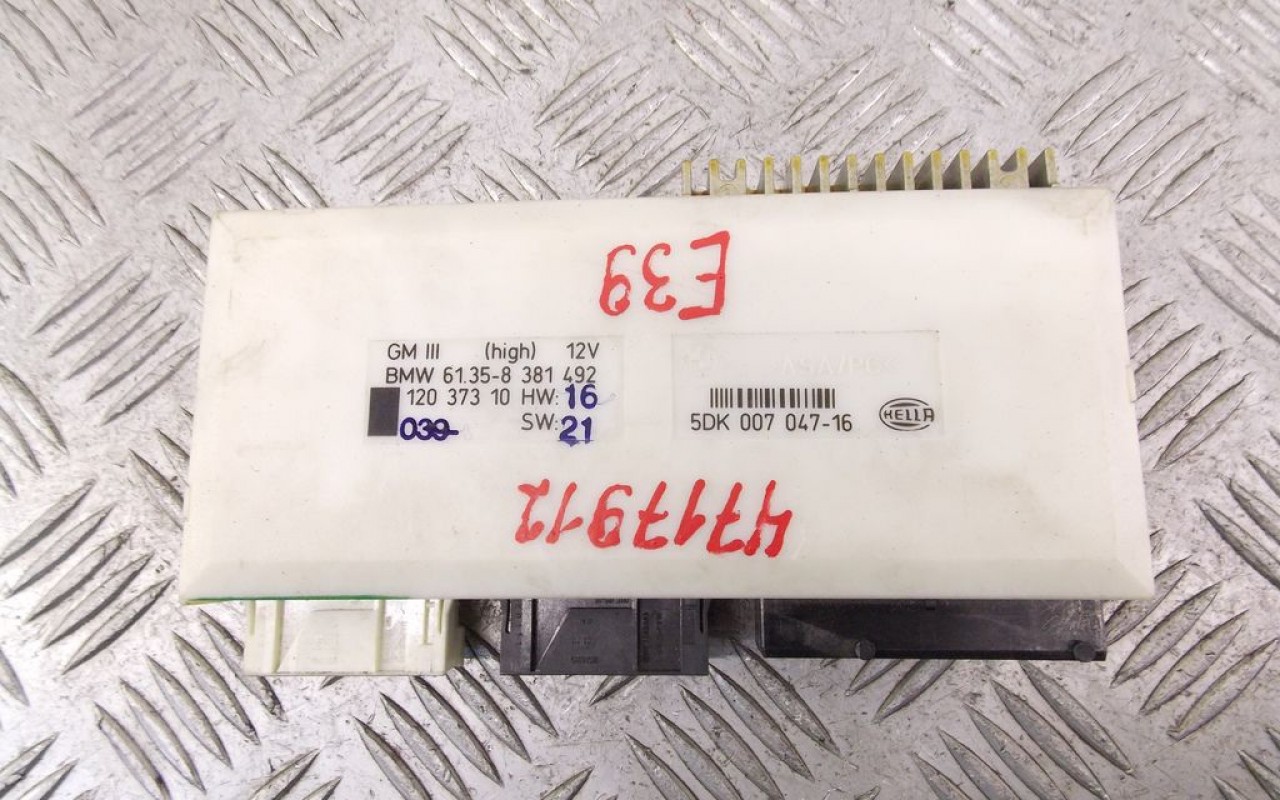 E39
GM III (high) 12V
BMW 61.35-8 381 492
120 373 10 HW: 16
039 SW: 21
5DK 007 047-16
HELLA
4717912